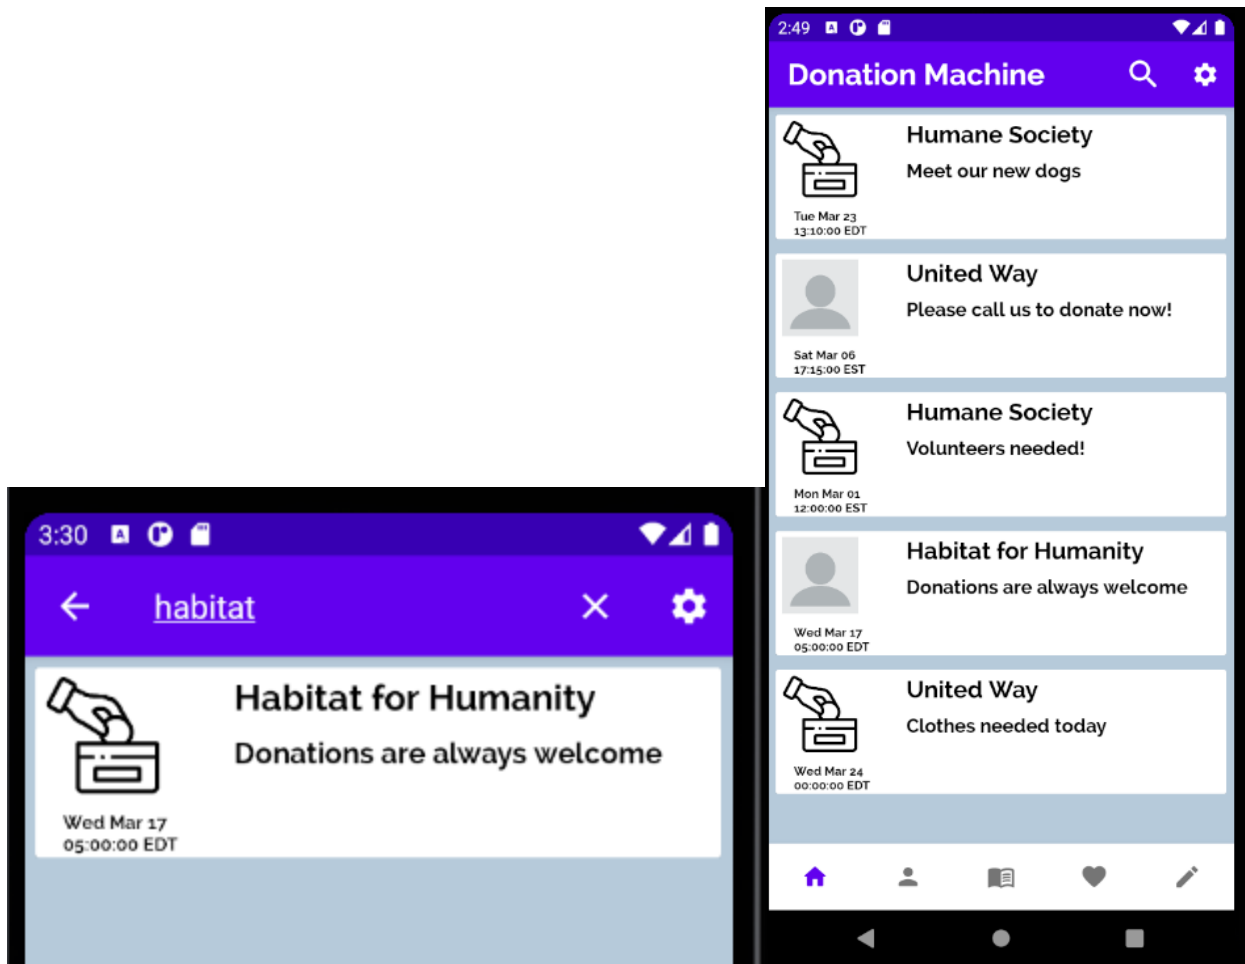 3:30
habitat
Habitat for Humanity
Donations are always welcome
Wed Mar 17
05:00:00 EDT
2:49
Donation Machine
Humane Society
Meet our new dogs
Tue Mar 23
13:10:00 EDT
United Way
Please call us to donate now!
Sat Mar 06
17:15:00 EST
Humane Society
Volunteers needed!
Mon Mar 01
12:00:00 EST
Habitat for Humanity
Donations are always welcome
Wed Mar 17
05:00:00 EDT
United Way
Clothes needed today
Wed Mar 24
00:00:00 EDT